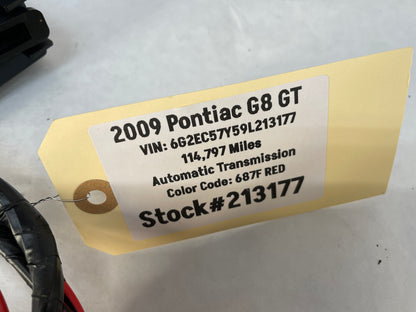 2009 Pontiac G8 GT
VIN: 6G2EC57Y59L213177
114,797 Miles
Automatic Transmission
Color Code: 687F RED
Stock#213177